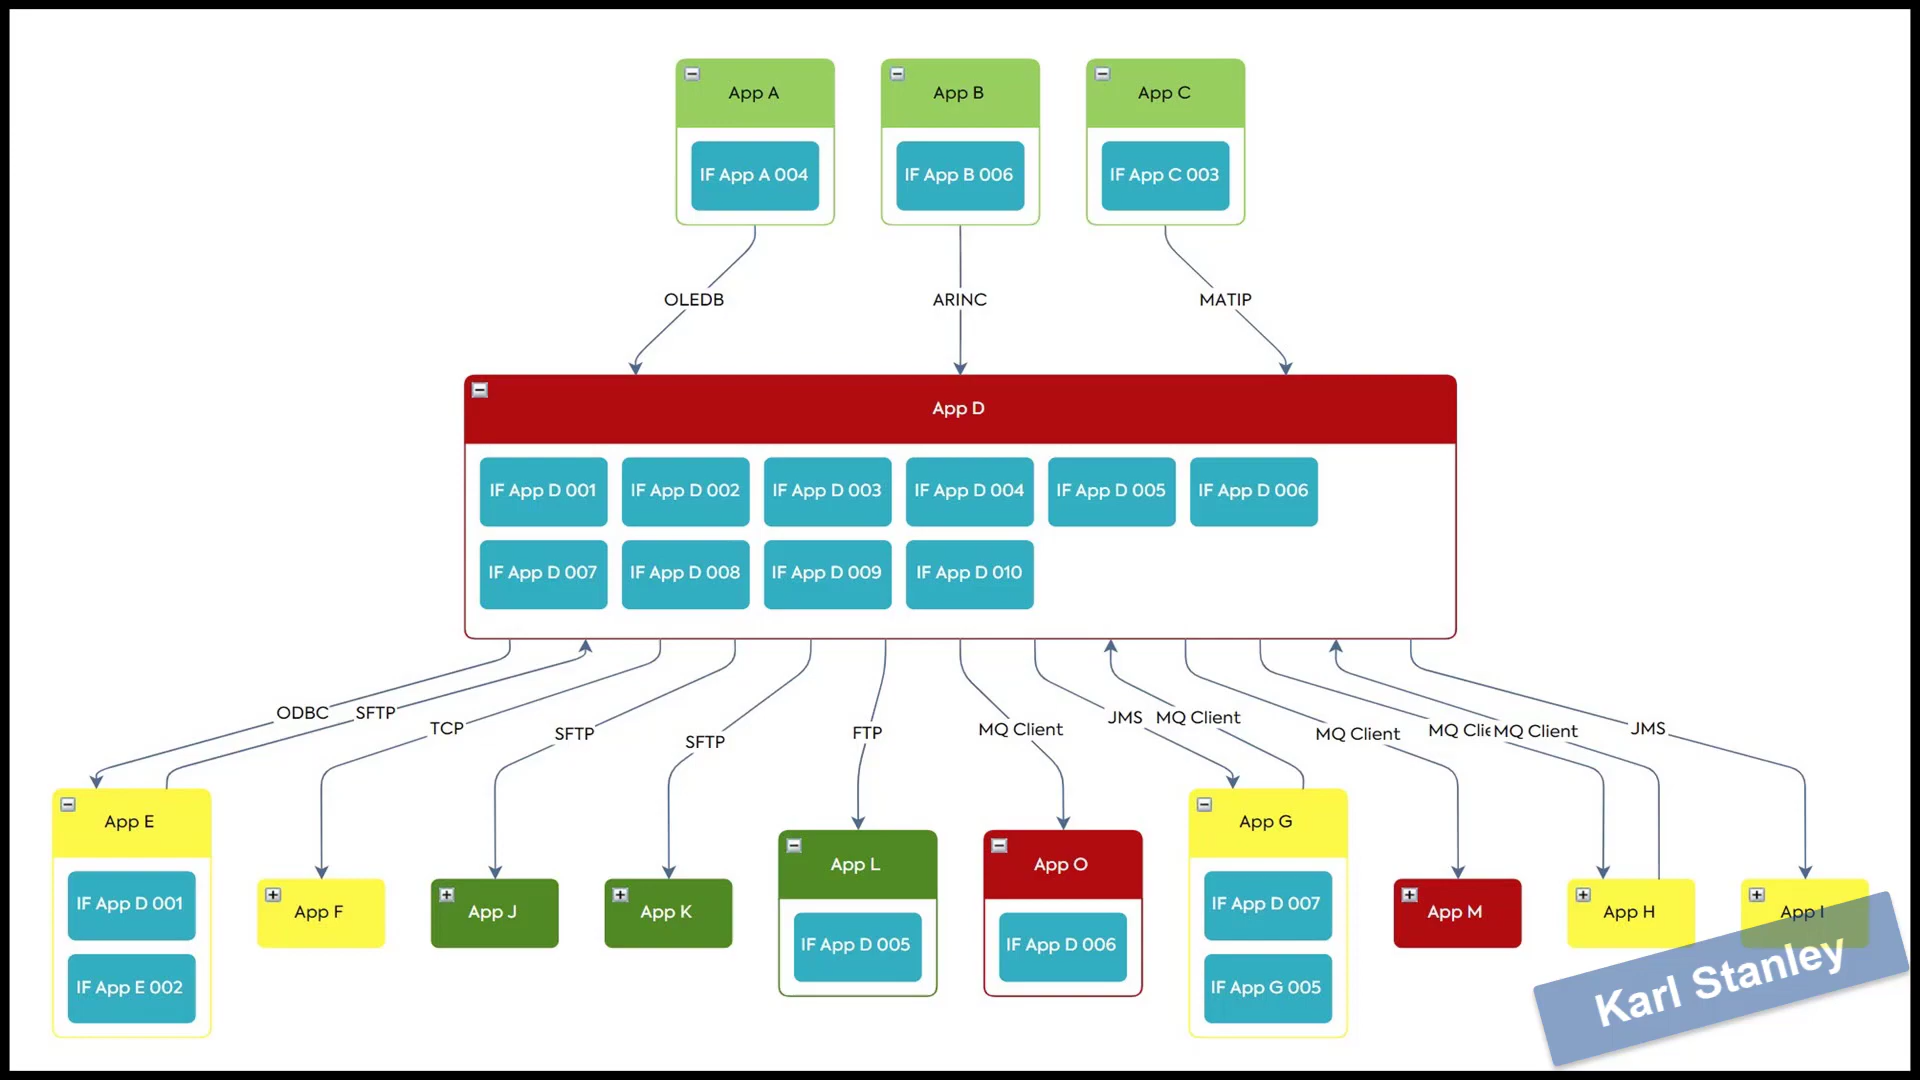 App A
App B
App C
IF App A 004
IF App B 006
IF App C 003
OLEDB
ARINC
MATIP
App D
IF App D 001
IF App D 002
IF App D 003
IF App D 004
IF App D 005
IF App D 006
IF App D 007
IF App D 008
IF App D 009
IF App D 010
ODBC
SFTP
TCP
SFTP
SFTP
FTP
MQ Client
JMS
MQ Client
MQ Client
MQ Clie
MQ Client
JMS
App E
IF App D 001
IF App E 002
App F
App J
App K
App L
IF App D 005
App O
IF App D 006
App G
IF App D 007
IF App G 005
App M
App H
App I
Karl Stanley